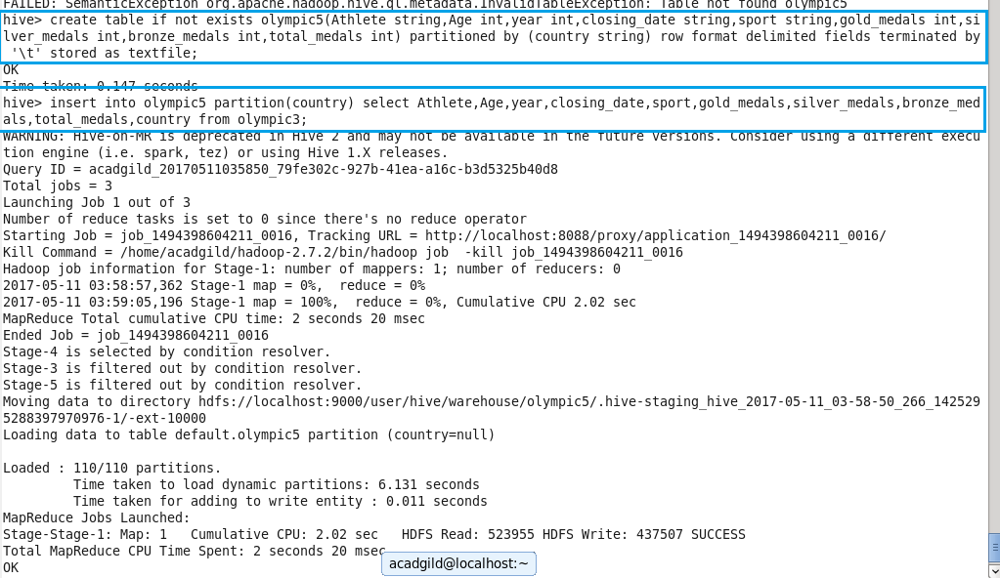 FAILED: SemanticException org.apache.hadoop.hive.ql.metadata.InvalidTableException: Table not found olympic5
hive> create table if not exists olympic5(Athlete string,Age int,year int,closing_date string,sport string,gold_medals int,si
lver_medals int,bronze_medals int,total_medals int) partitioned by (country string) row format delimited fields terminated by
 '\t' stored as textfile;
OK
Time taken: 0.147 seconds
hive> insert into olympic5 partition(country) select Athlete,Age,year,closing_date,sport,gold_medals,silver_medals,bronze_med
als,total_medals,country from olympic3;
WARNING: Hive-on-MR is deprecated in Hive 2 and may not be available in the future versions. Consider using a different execu
tion engine (i.e. spark, tez) or using Hive 1.X releases.
Query ID = acadgild_20170511035850_79fe302c-927b-41ea-a16c-b3d5325b40d8
Total jobs = 3
Launching Job 1 out of 3
Number of reduce tasks is set to 0 since there's no reduce operator
Starting Job = job_1494398604211_0016, Tracking URL = http://localhost:8088/proxy/application_1494398604211_0016/
Kill Command = /home/acadgild/hadoop-2.7.2/bin/hadoop job  -kill job_1494398604211_0016
Hadoop job information for Stage-1: number of mappers: 1; number of reducers: 0
2017-05-11 03:58:57,362 Stage-1 map = 0%,  reduce = 0%
2017-05-11 03:59:05,196 Stage-1 map = 100%,  reduce = 0%, Cumulative CPU 2.02 sec
MapReduce Total cumulative CPU time: 2 seconds 20 msec
Ended Job = job_1494398604211_0016
Stage-4 is selected by condition resolver.
Stage-3 is filtered out by condition resolver.
Stage-5 is filtered out by condition resolver.
Moving data to directory hdfs://localhost:9000/user/hive/warehouse/olympic5/.hive-staging_hive_2017-05-11_03-58-50_266_142529
5288397970976-1/-ext-10000
Loading data to table default.olympic5 partition (country=null)
Loaded : 110/110 partitions.
         Time taken to load dynamic partitions: 6.131 seconds
         Time taken for adding to write entity : 0.011 seconds
MapReduce Jobs Launched:
Stage-Stage-1: Map: 1   Cumulative CPU: 2.02 sec   HDFS Read: 523955 HDFS Write: 437507 SUCCESS
Total MapReduce CPU Time Spent: 2 seconds 20 msec
acadgild@localhost:~
OK